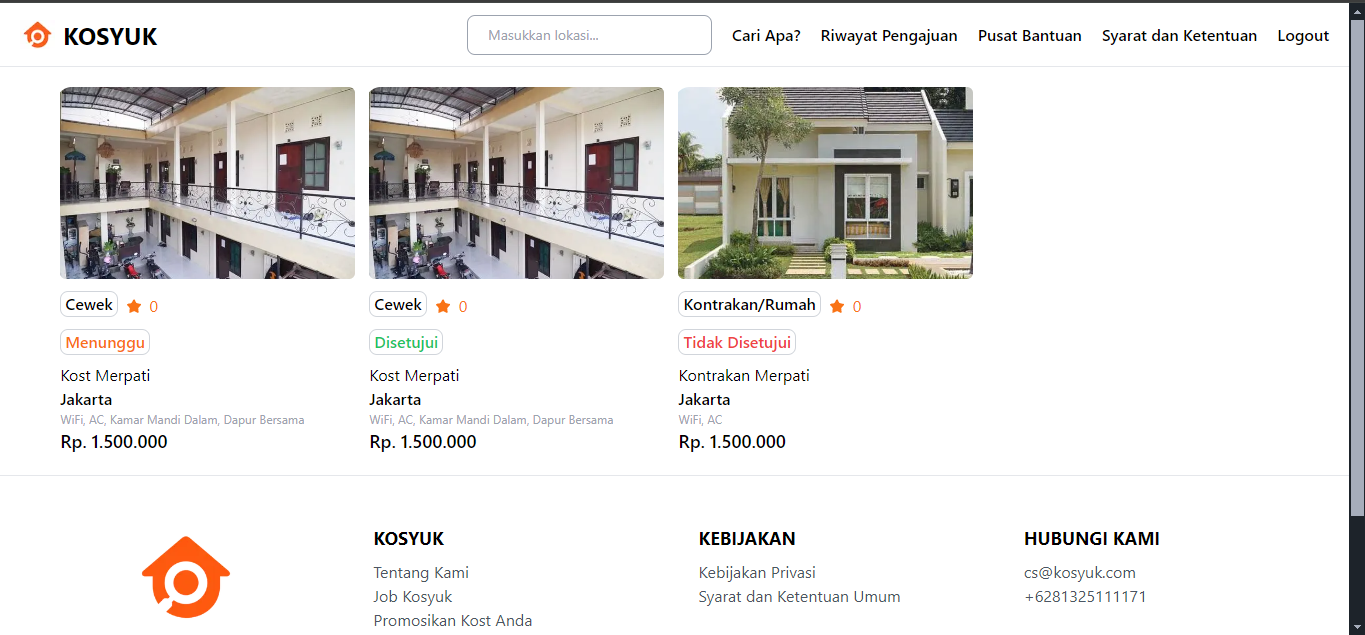 KOSYUK
Masukkan lokasi...
Cari Apa?
Riwayat Pengajuan
Pusat Bantuan
Syarat dan Ketentuan
Logout
Cewek
0
Menunggu
Kost Merpati
Jakarta
WiFi, AC, Kamar Mandi Dalam, Dapur Bersama
Rp. 1.500.000
Cewek
0
Disetujui
Kost Merpati
Jakarta
WiFi, AC, Kamar Mandi Dalam, Dapur Bersama
Rp. 1.500.000
Kontrakan/Rumah
0
Tidak Disetujui
Kontrakan Merpati
Jakarta
WiFi, AC
Rp. 1.500.000
KOSYUK
Tentang Kami
Job Kosyuk
Promosikan Kost Anda
KEBIJAKAN
Kebijakan Privasi
Syarat dan Ketentuan Umum
HUBUNGI KAMI
cs@kosyuk.com
+6281325111171